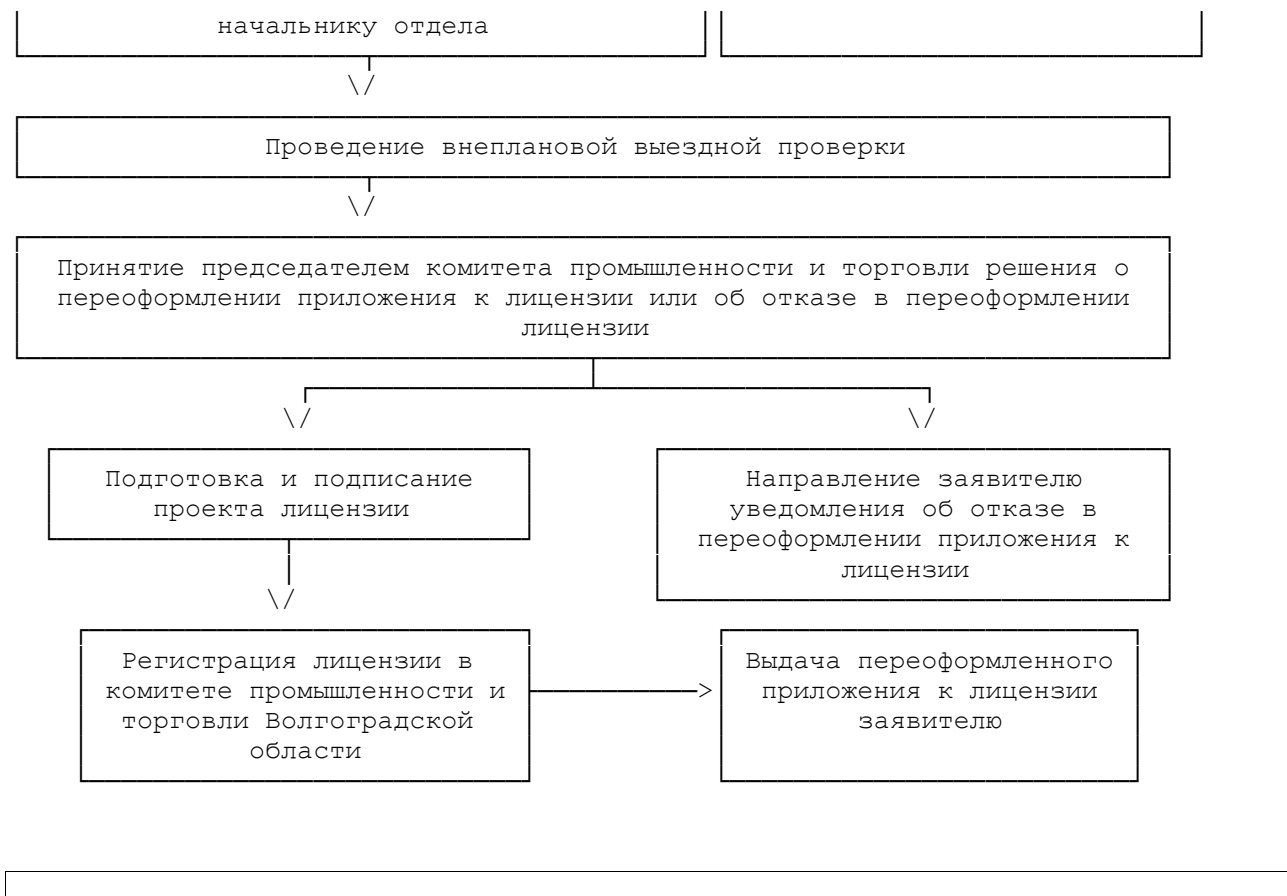 начальнику отдела
\/
Проведение внеплановой выездной проверки
\/
Принятие председателем комитета промышленности и торговли решения о
переоформлении приложения к лицензии или об отказе в переоформлении
лицензии
\/ \/
Подготовка и подписание
проекта лицензии
Направление заявителю
уведомления об отказе в
переоформлении приложения к
лицензии
\/
Регистрация лицензии в
комитете промышленности и
торговли Волгоградской
области
>
Выдача переоформленного
приложения к лицензии
заявителю